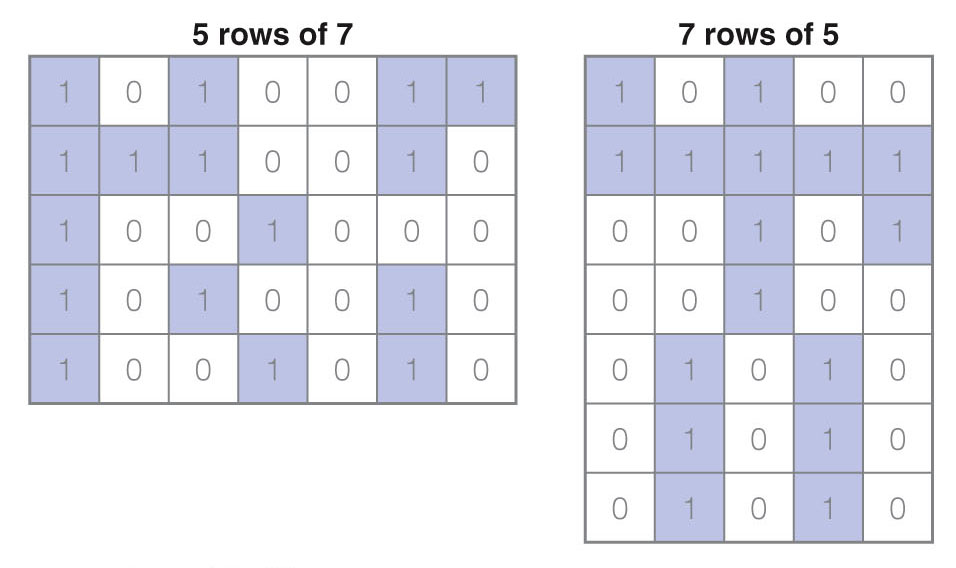 5 rows of 7
1 0 1 0 0 1 1
1 1 1 0 0 1 0
1 0 0 1 0 0 0
1 0 1 0 0 1 0
1 0 0 1 0 1 0
7 rows of 5
1 0 1 0 0
1 1 1 1 1
0 0 1 0 1
0 0 1 0 0
0 1 0 1 0
0 1 0 1 0
0 1 0 1 0